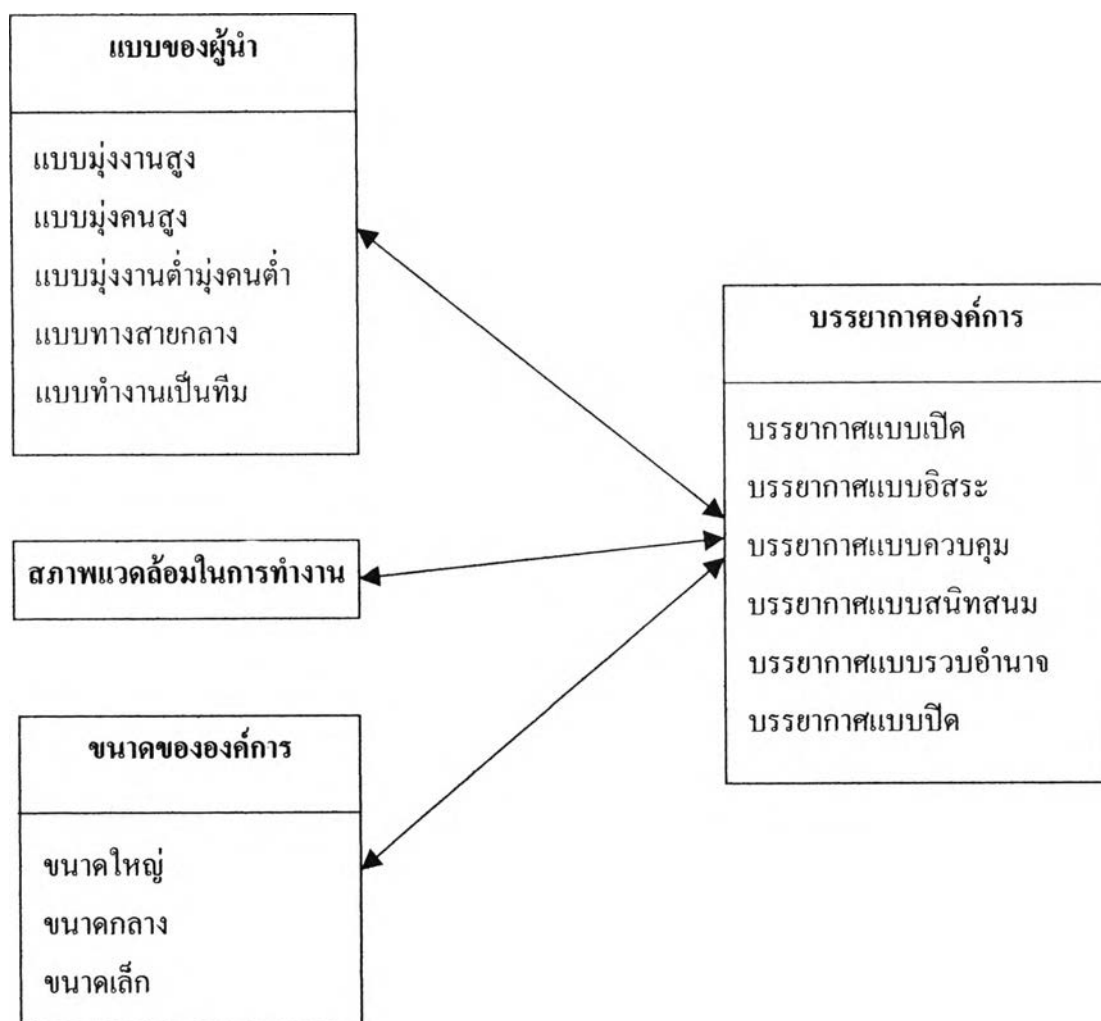 แบบของผู้นำ
แบบมุ่งงานสูง
แบบมุ่งคนสูง
แบบมุ่งงานต่ำมุ่งคนต่ำ
แบบทางสายกลาง
แบบทำงานเป็นทีม
สภาพแวดล้อมในการทำงาน
ขนาดขององค์การ
ขนาดใหญ่
ขนาดกลาง
ขนาดเล็ก
บรรยากาศองค์การ
บรรยากาศแบบเปิด
บรรยากาศแบบอิสระ
บรรยากาศแบบควบคุม
บรรยากาศแบบสนิทสนม
บรรยากาศแบบรวบอำนาจ
บรรยากาศแบบปิด